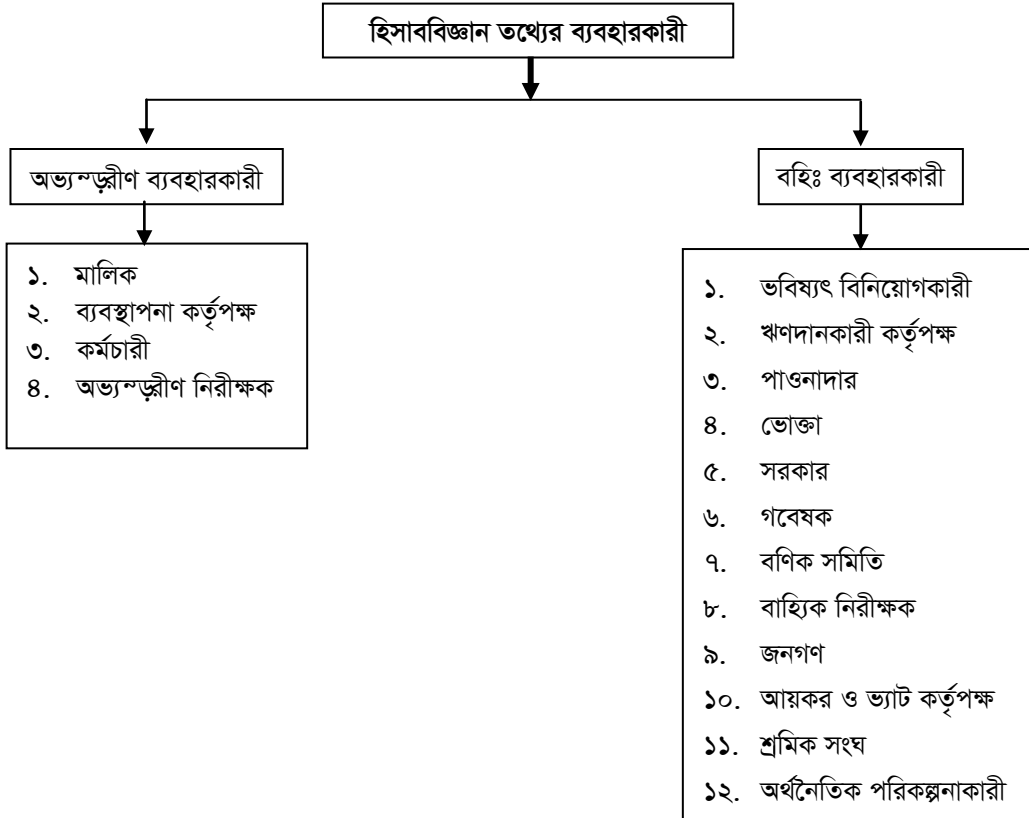 হিসাববিজ্ঞান তথ্যের ব্যবহারকারী
অভ্যন্ড়্রীণ ব্যবহারকারী
১. মালিক
২. ব্যবস্থাপনা কর্তৃপক্ষ
৩. কর্মচারী
৪. অভ্যন্ড়্রীণ নিরীক্ষক
বহিঃ ব্যবহারকারী
১. ভবিষ্যৎ বিনিয়োগকারী
২. ঋণদানকারী কর্তৃপক্ষ
৩. পাওনাদার
৪. ভোক্তা
৫. সরকার
৬. গবেষক
৭. বণিক সমিতি
৮. বাহ্যিক নিরীক্ষক
৯. জনগণ
১০. আয়কর ও ভ্যাট কর্তৃপক্ষ
১১. শ্রমিক সংঘ
১২. অর্থনৈতিক পরিকল্পনাকারী